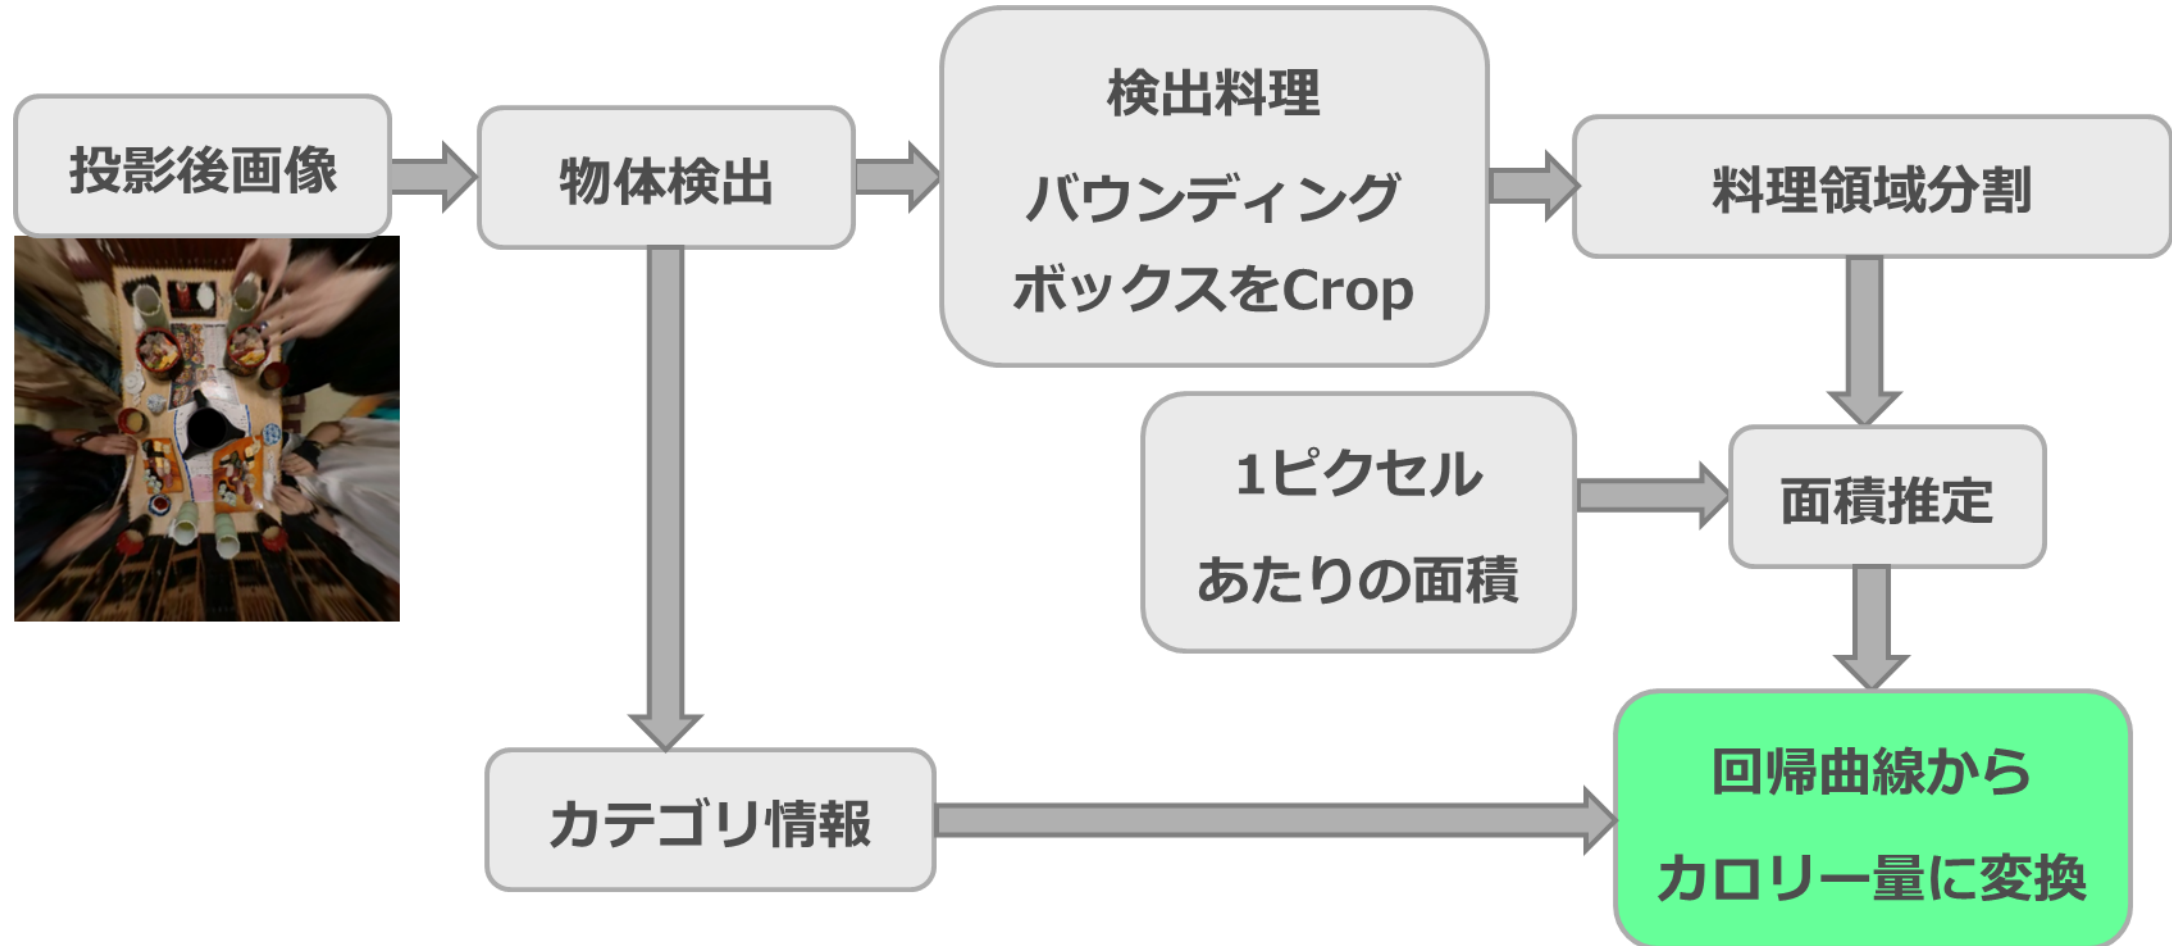 投影後画像
物体検出
検出料理
バウンディング
ボックスをCrop
料理領域分割
1ピクセル
あたりの面積
面積推定
カテゴリ情報
回帰曲線から
カロリー量に変換